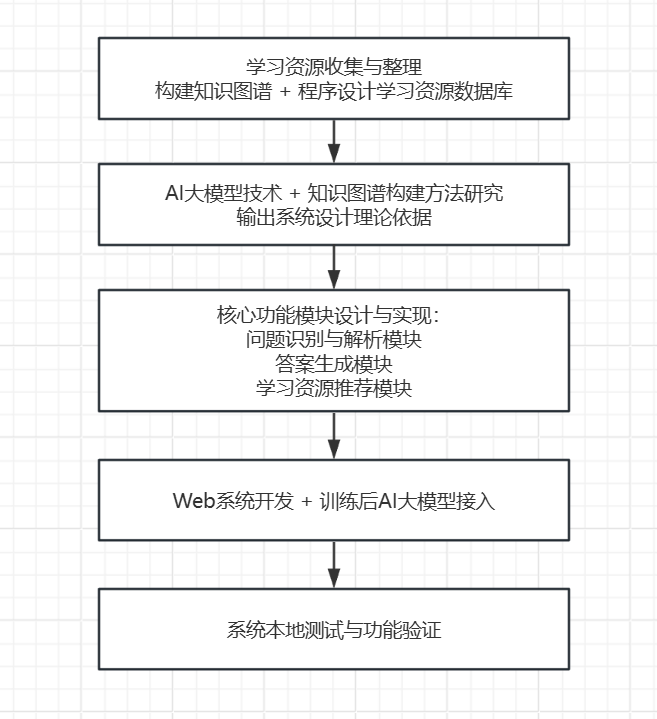 学习资源收集与整理
构建知识图谱 + 程序设计学习资源数据库
AI大模型技术 + 知识图谱构建方法研究
输出系统设计理论依据
核心功能模块设计与实现：
问题识别与解析模块
答案生成模块
学习资源推荐模块
Web系统开发 + 训练后AI大模型接入
系统本地测试与功能验证